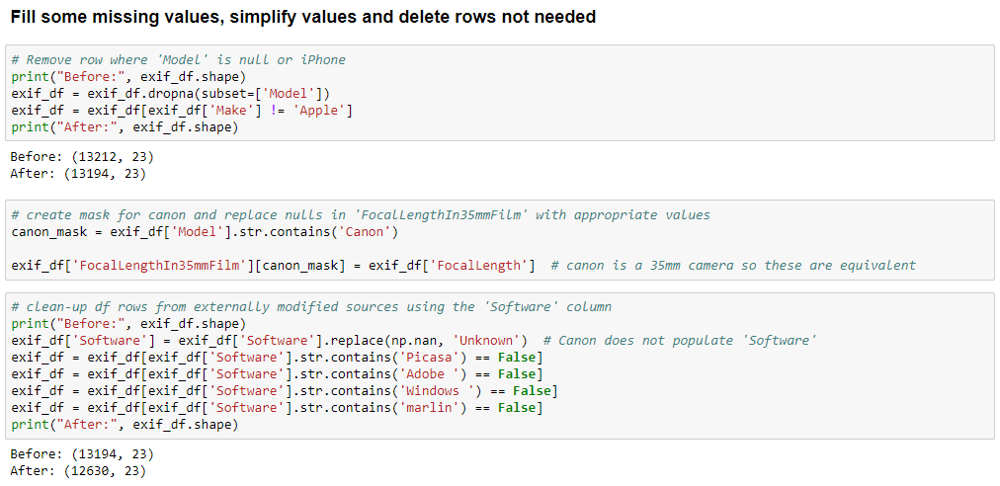 Fill some missing values, simplify values and delete rows not needed
# Remove row where 'Model' is null or iPhone
print("Before:", exif_df.shape)
exif_df = exif_df.dropna(subset=['Model'])
exif_df = exif_df[exif_df['Make'] != 'Apple']
print("After:", exif_df.shape)
Before: (13212, 23)
After: (13194, 23)
# create mask for canon and replace nulls in 'FocalLengthIn35mmFilm' with appropriate values
canon_mask = exif_df['Model'].str.contains('Canon')
exif_df['FocalLengthIn35mmFilm'][canon_mask] = exif_df['FocalLength']  # canon is a 35mm camera so these are equivalent
# clean-up df rows from externally modified sources using the 'Software' column
print("Before:", exif_df.shape)
exif_df['Software'] = exif_df['Software'].replace(np.nan, 'Unknown')  # Canon does not populate 'Software'
exif_df = exif_df[exif_df['Software'].str.contains('Picasa') == False]
exif_df = exif_df[exif_df['Software'].str.contains('Adobe ') == False]
exif_df = exif_df[exif_df['Software'].str.contains('Windows ') == False]
exif_df = exif_df[exif_df['Software'].str.contains('marlin') == False]
print("After:", exif_df.shape)
Before: (13194, 23)
After: (12630, 23)